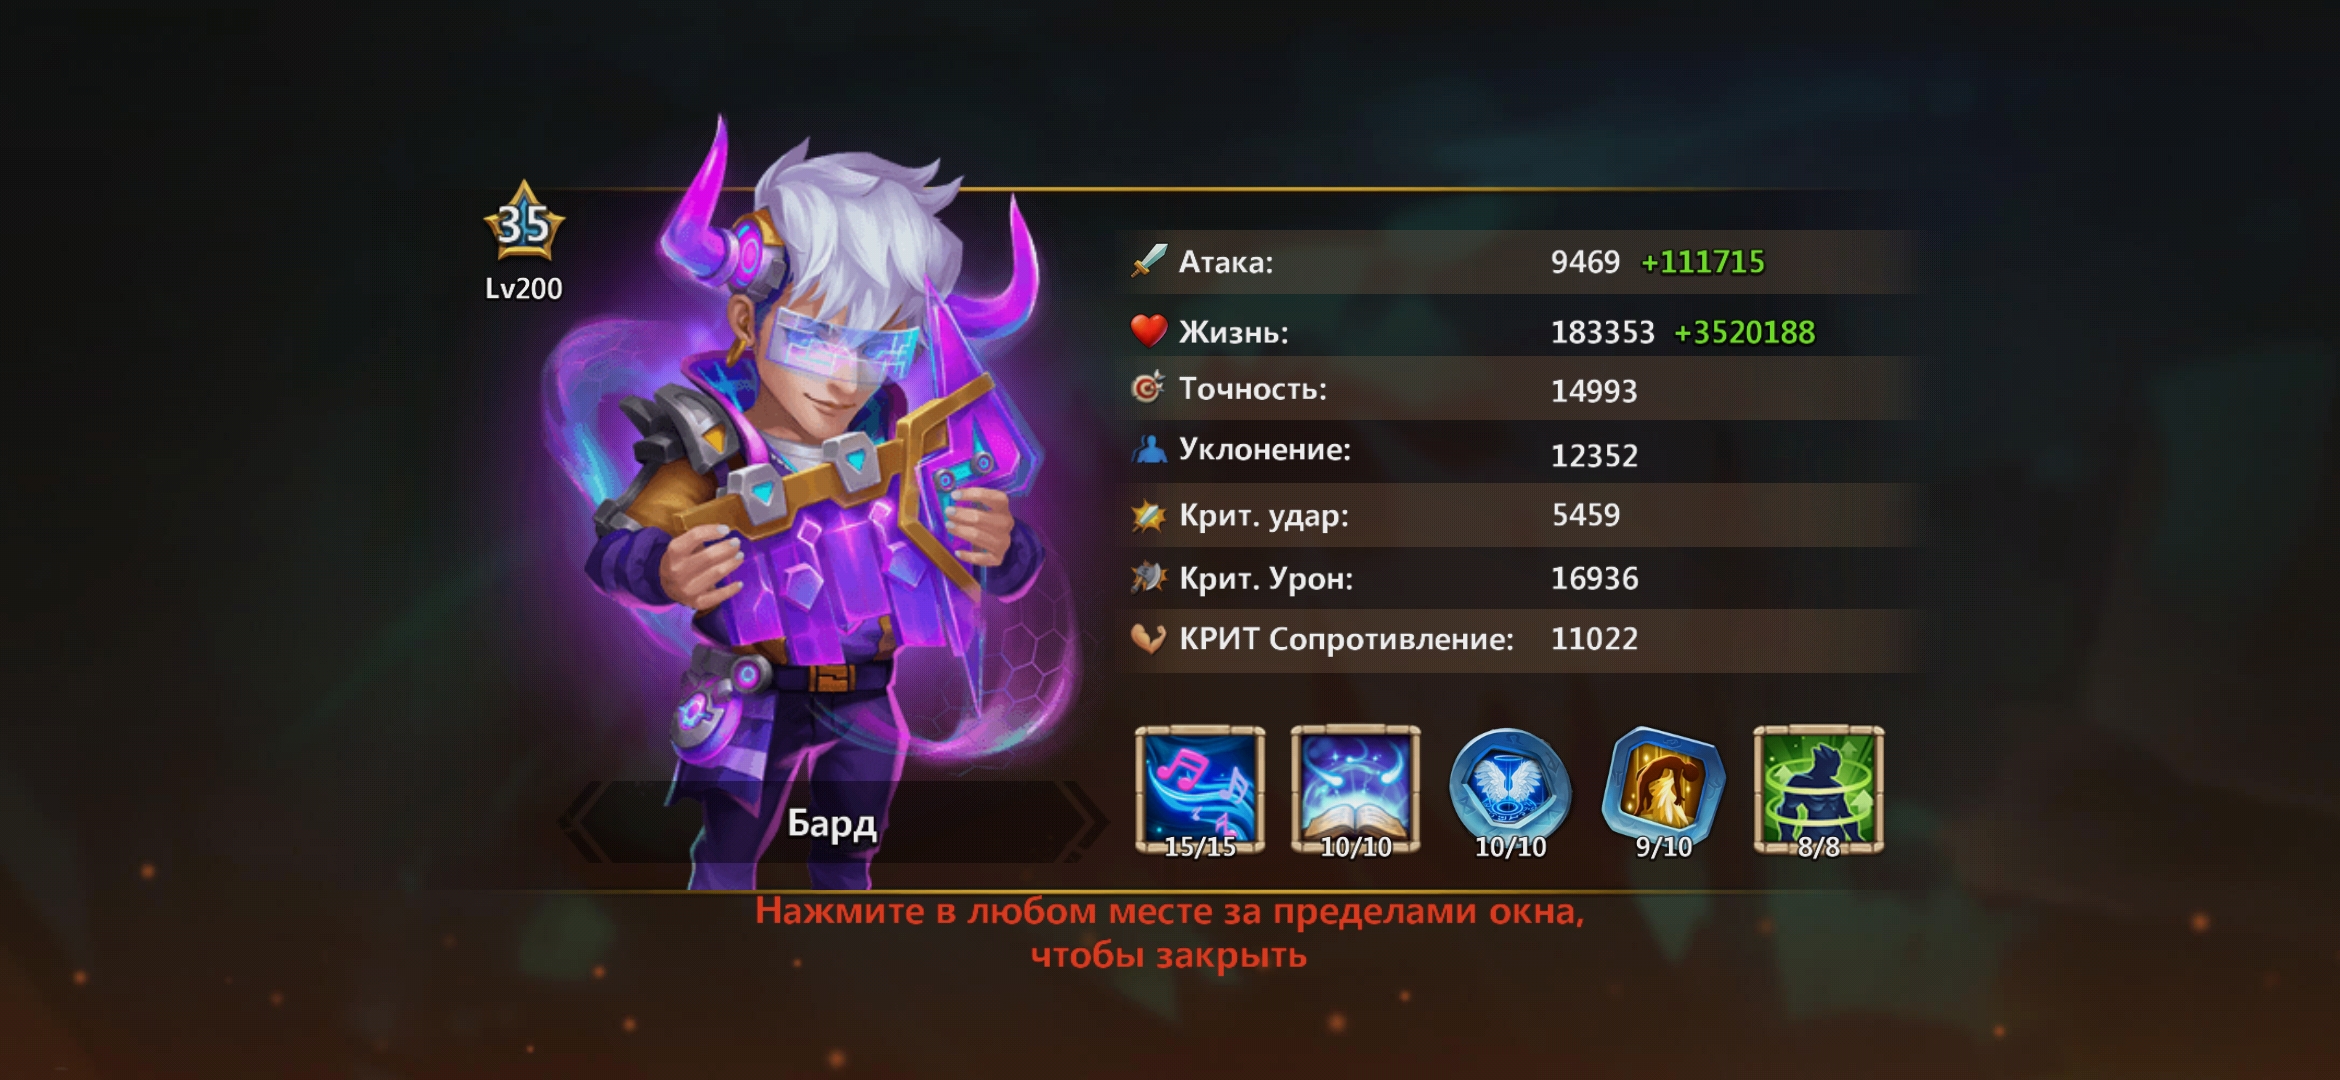 35
Lv200
Атака: 9469 +111715
Жизнь: 183353 +3520188
Точность: 14993
Уклонение: 12352
Крит. удар: 5459
Крит. Урон: 16936
КРИТ Сопротивление: 11022
Бард
15/15 10/10 10/10 9/10 8/8
Нажмите в любом месте за пределами окна,
чтобы закрыть